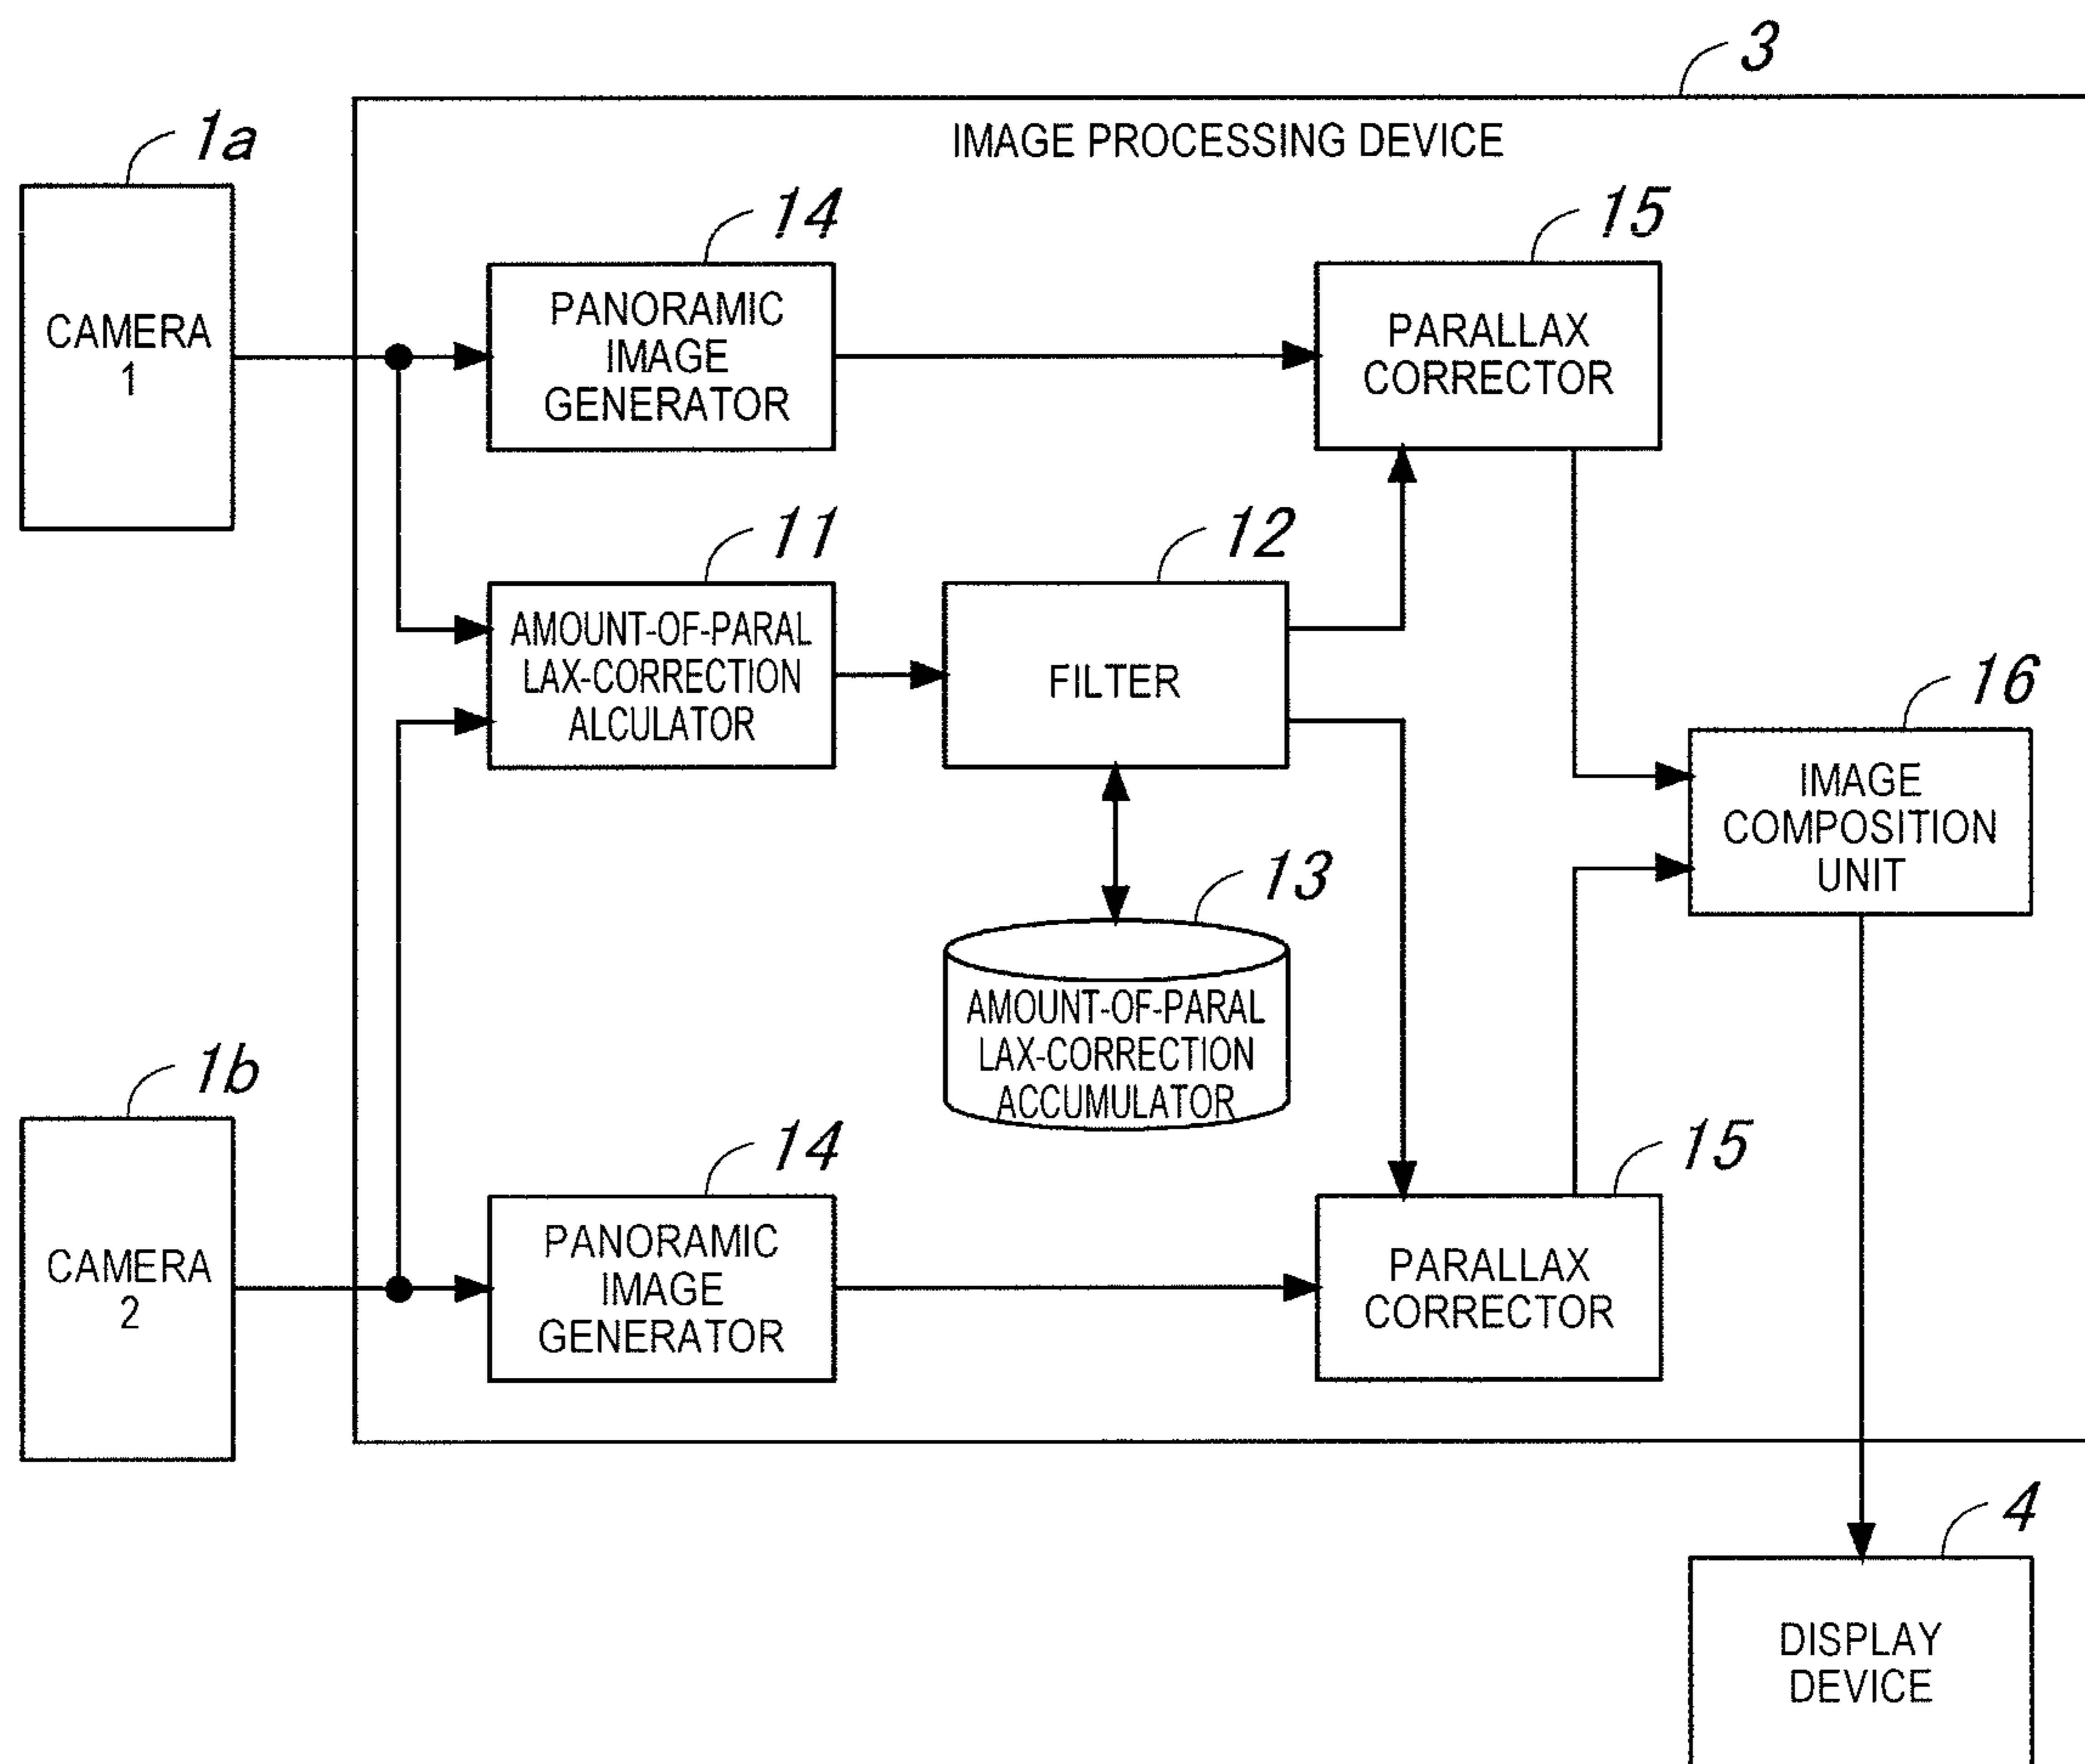 3
IMAGE PROCESSING DEVICE
1a
CAMERA
1
14
PANORAMIC
IMAGE
GENERATOR
15
PARALLAX
CORRECTOR
11
AMOUNT-OF-PARAL
LAX-CORRECTION
ALCULATOR
12
FILTER
16
IMAGE
COMPOSITION
UNIT
13
AMOUNT-OF-PARAL
LAX-CORRECTION
ACCUMULATOR
1b
CAMERA
2
14
PANORAMIC
IMAGE
GENERATOR
15
PARALLAX
CORRECTOR
4
DISPLAY
DEVICE